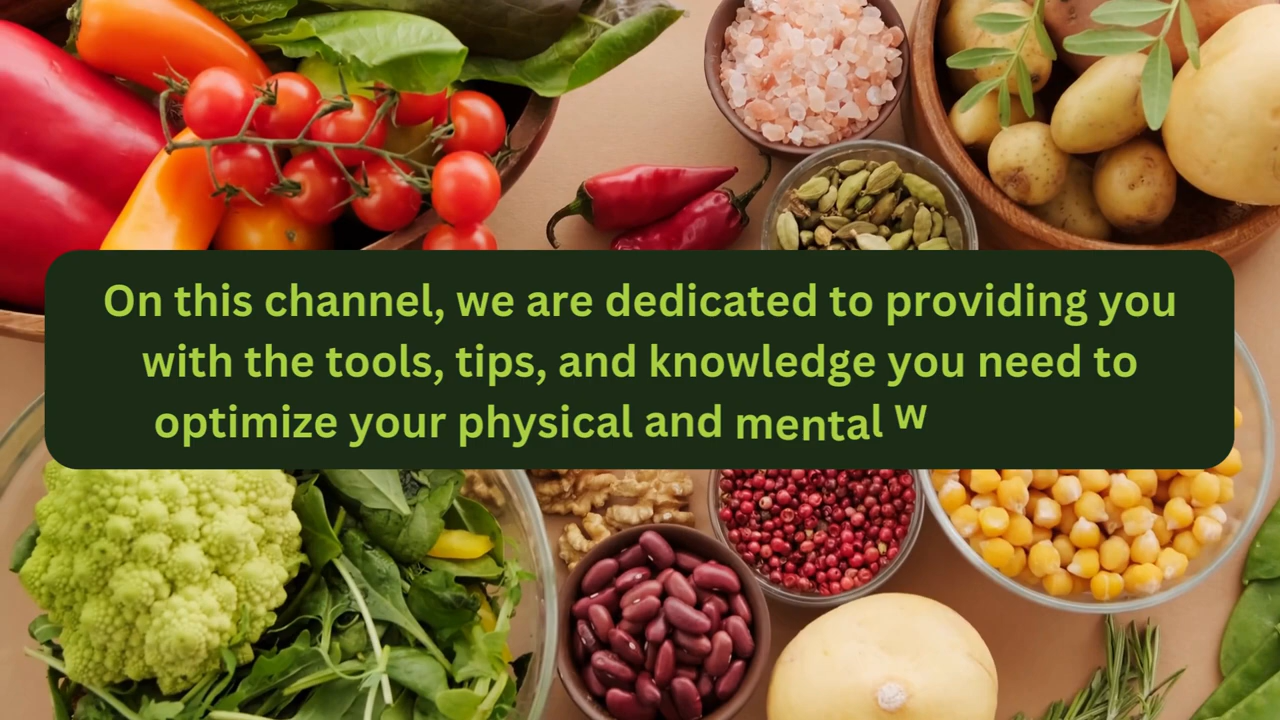 On this channel, we are dedicated to providing you
with the tools, tips, and knowledge you need to
optimize your physical and mental w